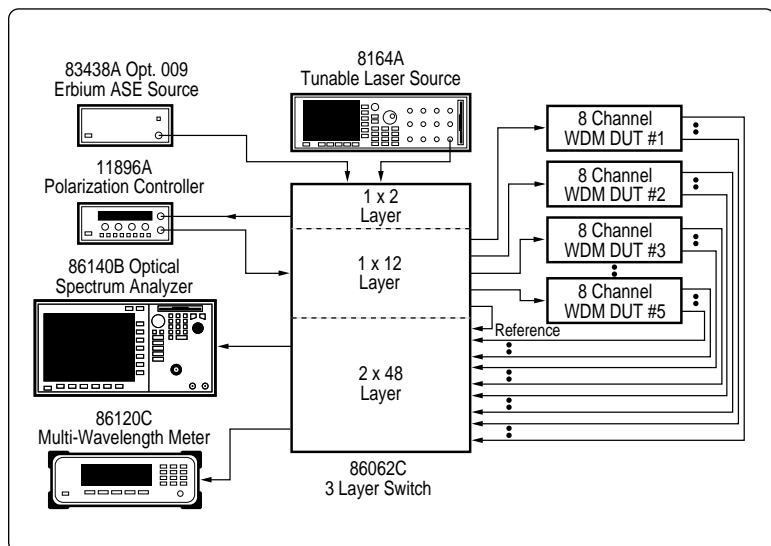 83438A Opt. 009
Erbium ASE Source
8164A
Tunable Laser Source
11896A
Polarization Controller
86140B Optical
Spectrum Analyzer
86120C
Multi-Wavelength Meter
1 x 2
Layer
1 x 12
Layer
2 x 48
Layer
86062C
3 Layer Switch
Reference
8 Channel
WDM DUT #1
8 Channel
WDM DUT #2
8 Channel
WDM DUT #3
8 Channel
WDM DUT #5